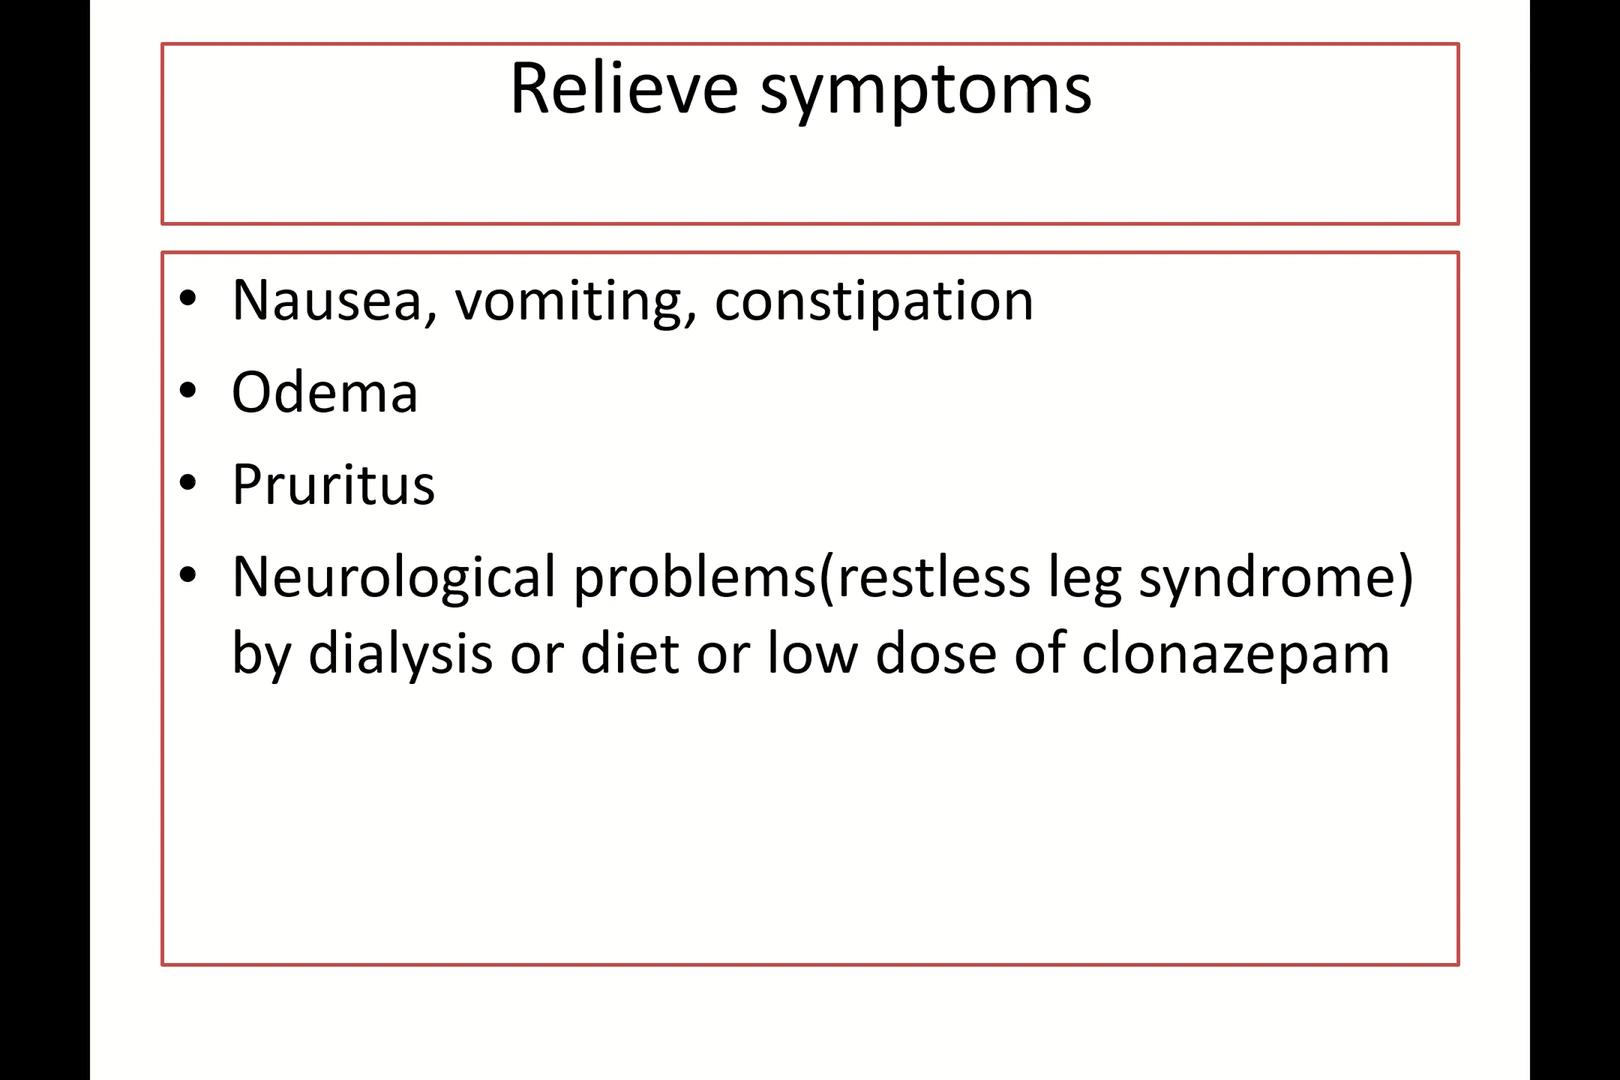 Relieve symptoms
• Nausea, vomiting, constipation
• Odema
• Pruritus
• Neurological problems(restless leg syndrome)
by dialysis or diet or low dose of clonazepam